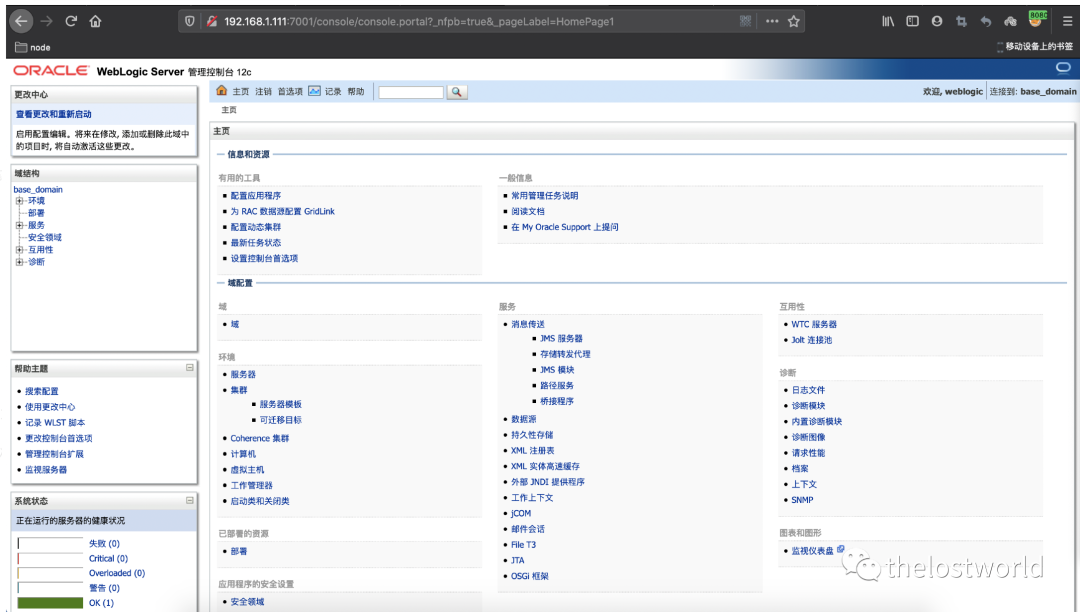 192.168.1.111:7001/console/console.portal?_nfpb=true&_pageLabel=HomePage1
8080
node
移动设备上的书签
ORACLE WebLogic Server 管理控制台 12c
更改中心
查看更改和重新启动
启用配置编辑。将来在修改, 添加或删除此域中
的项目时, 将自动激活这些更改。
域结构
base_domain
环境
部署
服务
安全领域
互用性
诊断
帮助主题
搜索配置
使用更改中心
记录 WLST 脚本
更改控制台首选项
管理控制台扩展
监视服务器
系统状态
正在运行的服务器的健康状况
失败 (0)
Critical (0)
Overloaded (0)
警告 (0)
OK (1)
主页 注销 首选项 记录 帮助
欢迎, weblogic 连接到: base_domain
主页
主页
信息和资源
有用的工具
配置应用程序
为 RAC 数据源配置 GridLink
配置动态集群
最新任务状态
设置控制台首选项
一般信息
常用管理任务说明
阅读文档
在 My Oracle Support 上提问
域配置
域
域
环境
服务器
集群
服务器模板
可迁移目标
Coherence 集群
计算机
虚拟主机
工作管理器
启动类和关闭类
已部署的资源
部署
应用程序的安全设置
安全领域
服务
消息传送
JMS 服务器
存储转发代理
JMS 模块
路径服务
桥接程序
数据源
持久性存储
XML 注册表
XML 实体高速缓存
外部 JNDI 提供程序
工作上下文
jCOM
邮件会话
File T3
JTA
OSGi 框架
互用性
WTC 服务器
Jolt 连接池
诊断
日志文件
诊断模块
内置诊断模块
诊断图像
请求性能
档案
上下文
SNMP
图表和图形
监视仪表盘
thelostworld